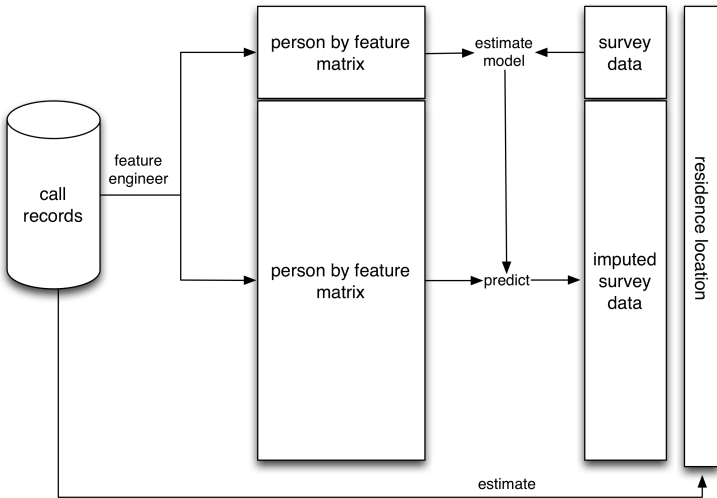 person by feature
matrix
estimate
model
survey
data
feature
engineer
call
records
person by feature
matrix
predict
imputed
survey
data
residence location
estimate